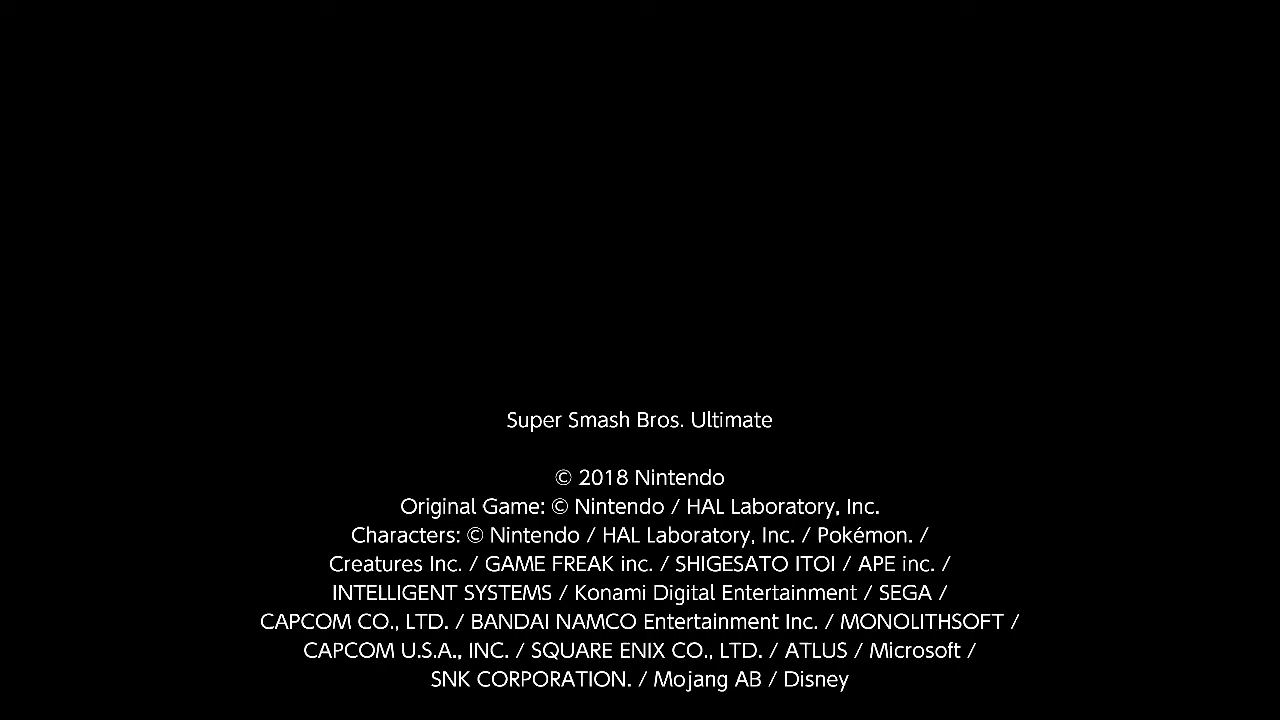 Super Smash Bros. Ultimate
© 2018 Nintendo
Original Game: © Nintendo / HAL Laboratory, Inc.
Characters: © Nintendo / HAL Laboratory, Inc. / Pokémon. /
Creatures Inc. / GAME FREAK inc. / SHIGESATO ITOI / APE inc. /
INTELLIGENT SYSTEMS / Konami Digital Entertainment / SEGA /
CAPCOM CO., LTD. / BANDAI NAMCO Entertainment Inc. / MONOLITHSOFT /
CAPCOM U.S.A., INC. / SQUARE ENIX CO., LTD. / ATLUS / Microsoft /
SNK CORPORATION. / Mojang AB / Disney